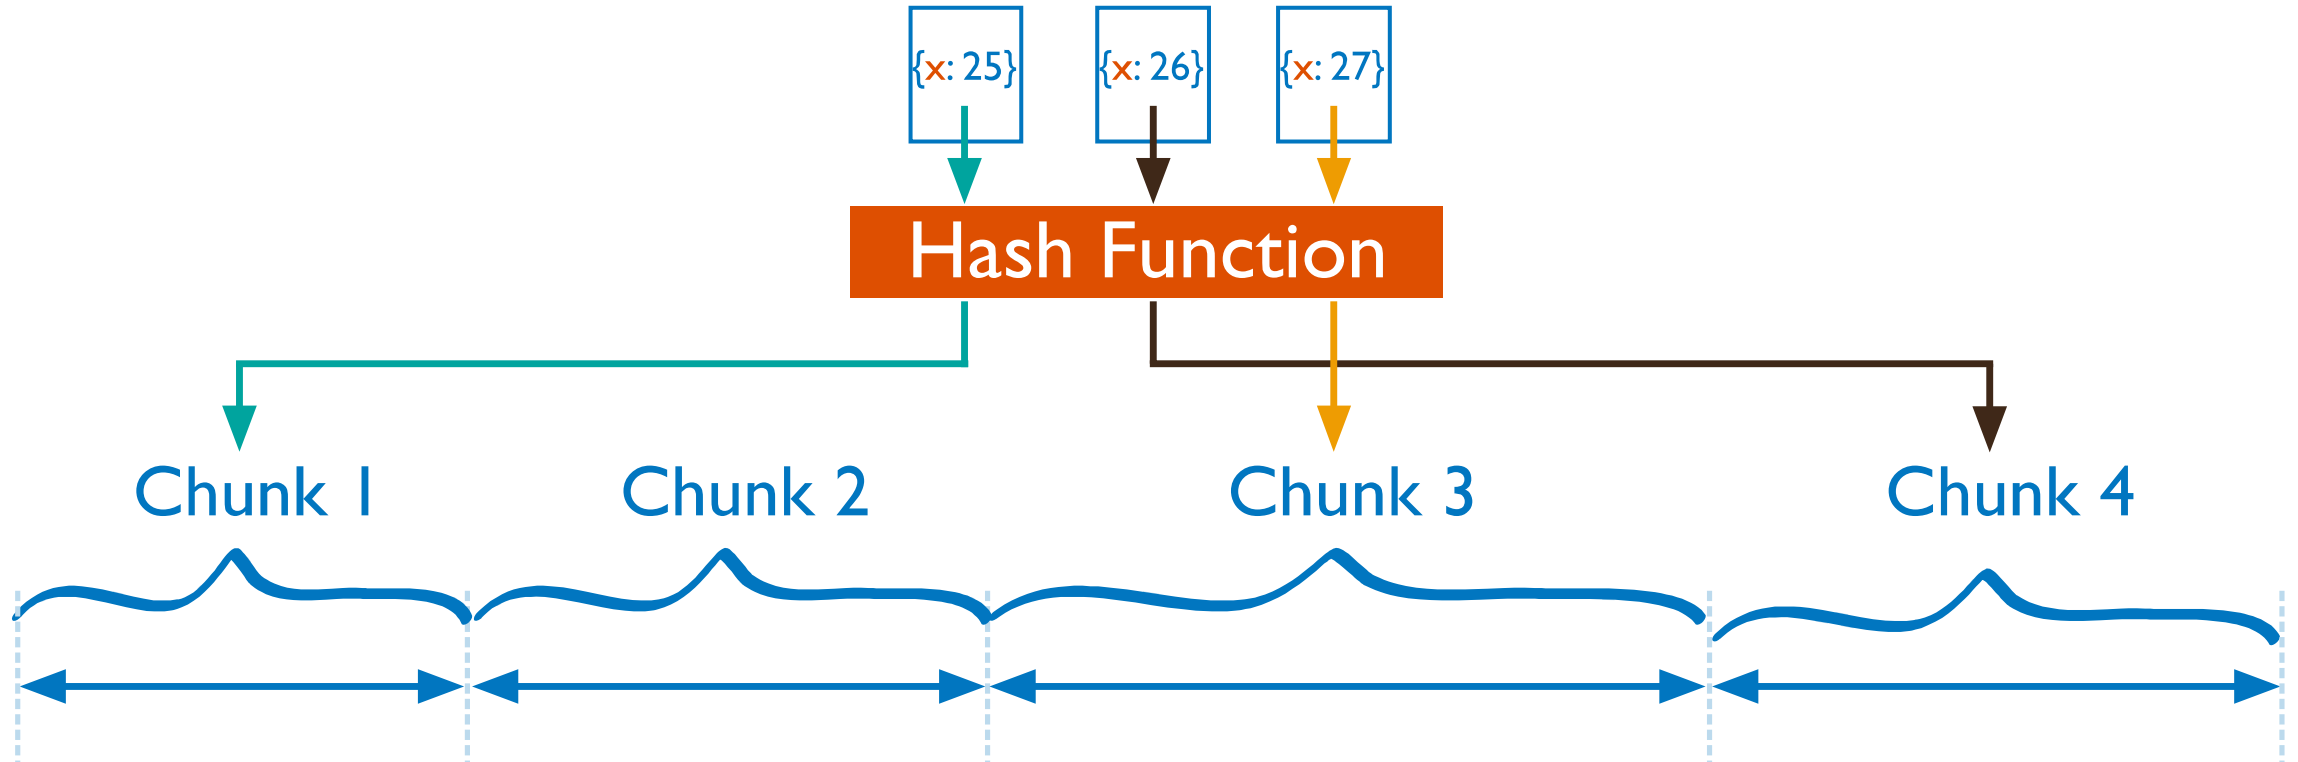 {x: 25} {x: 26} {x: 27}
Hash Function
Chunk 1 Chunk 2 Chunk 3 Chunk 4